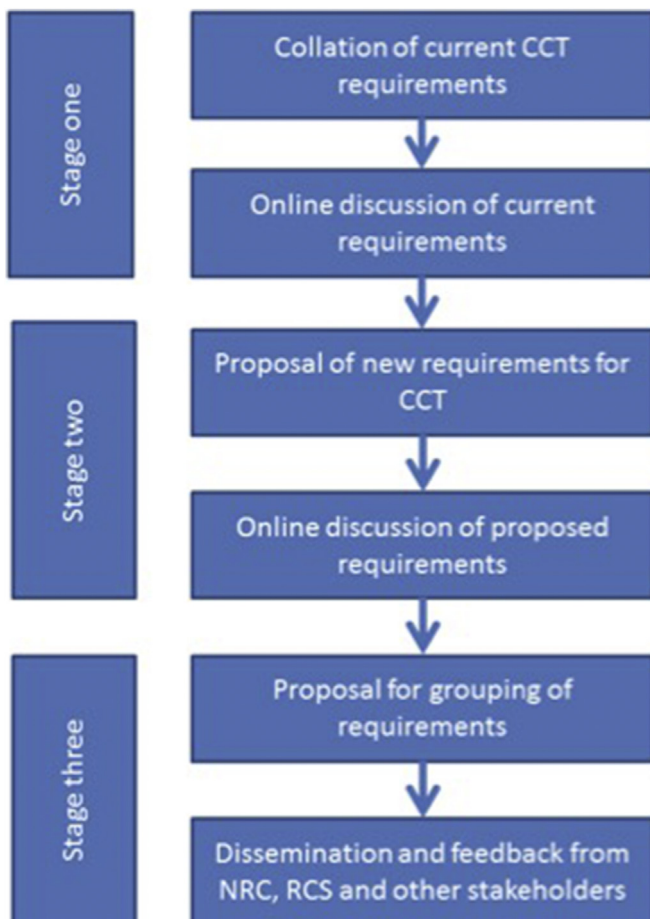 Stage one
Collation of current CCT
requirements
Online discussion of current
requirements
Stage two
Proposal of new requirements for
CCT
Online discussion of proposed
requirements
Stage three
Proposal for grouping of
requirements
Dissemination and feedback from
NRC, RCS and other stakeholders